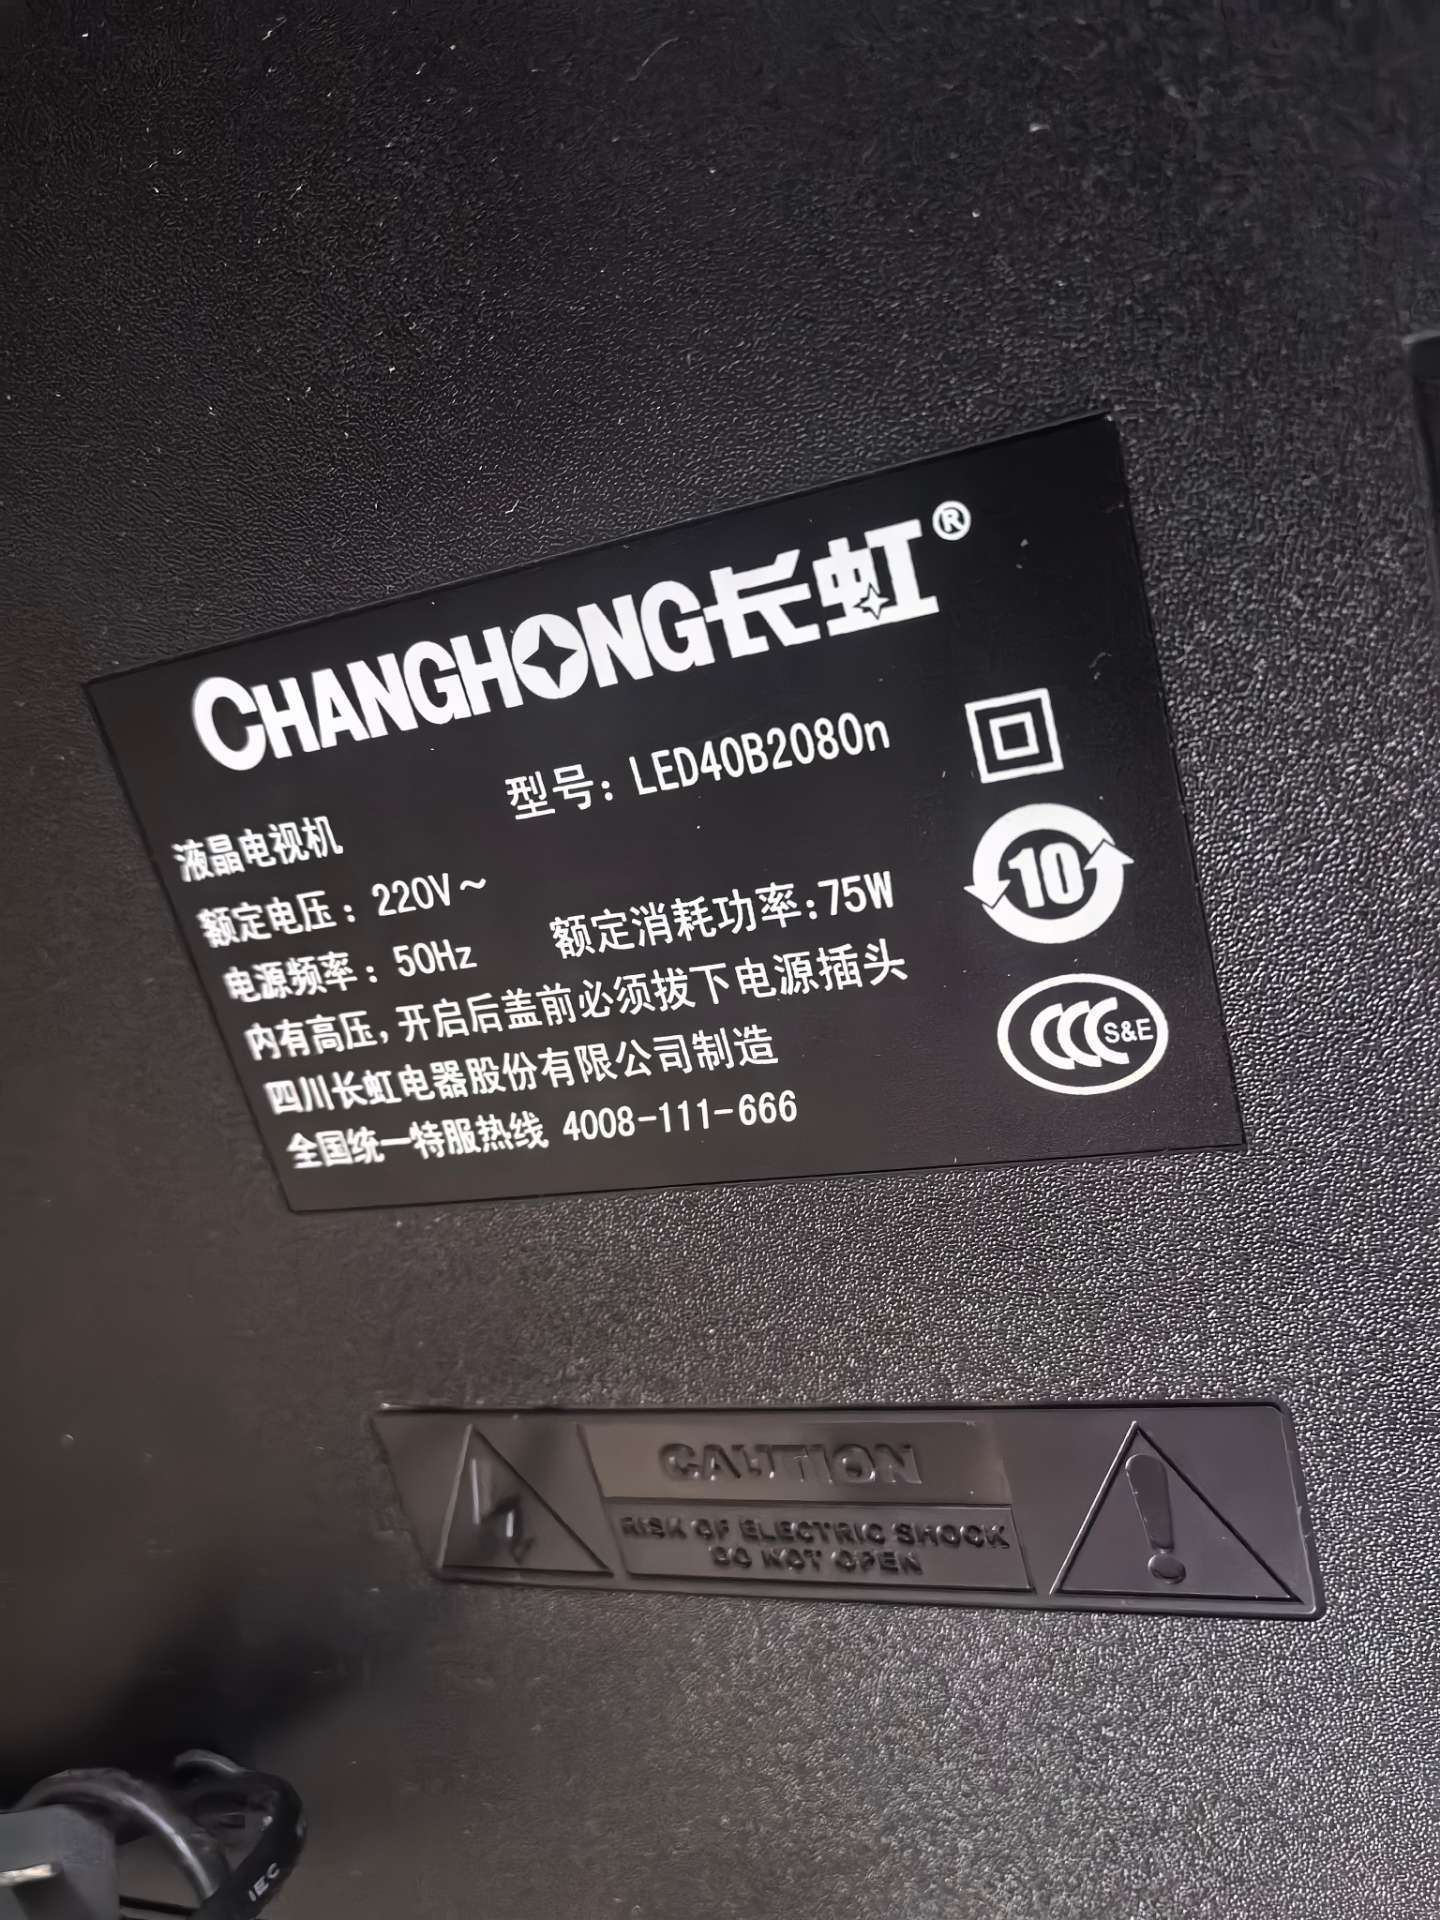 CHANGHONG长虹®
型号: LED40B2080n
液晶电视机
额定电压: 220V～
额定消耗功率:75W
电源频率: 50Hz
内有高压,开启后盖前必须拔下电源插头
四川长虹电器股份有限公司制造
全国统一特服热线 4008-111-666
10
CCC S&E
CAUTION
RISK OF ELECTRIC SHOCK
DO NOT OPEN
IEC